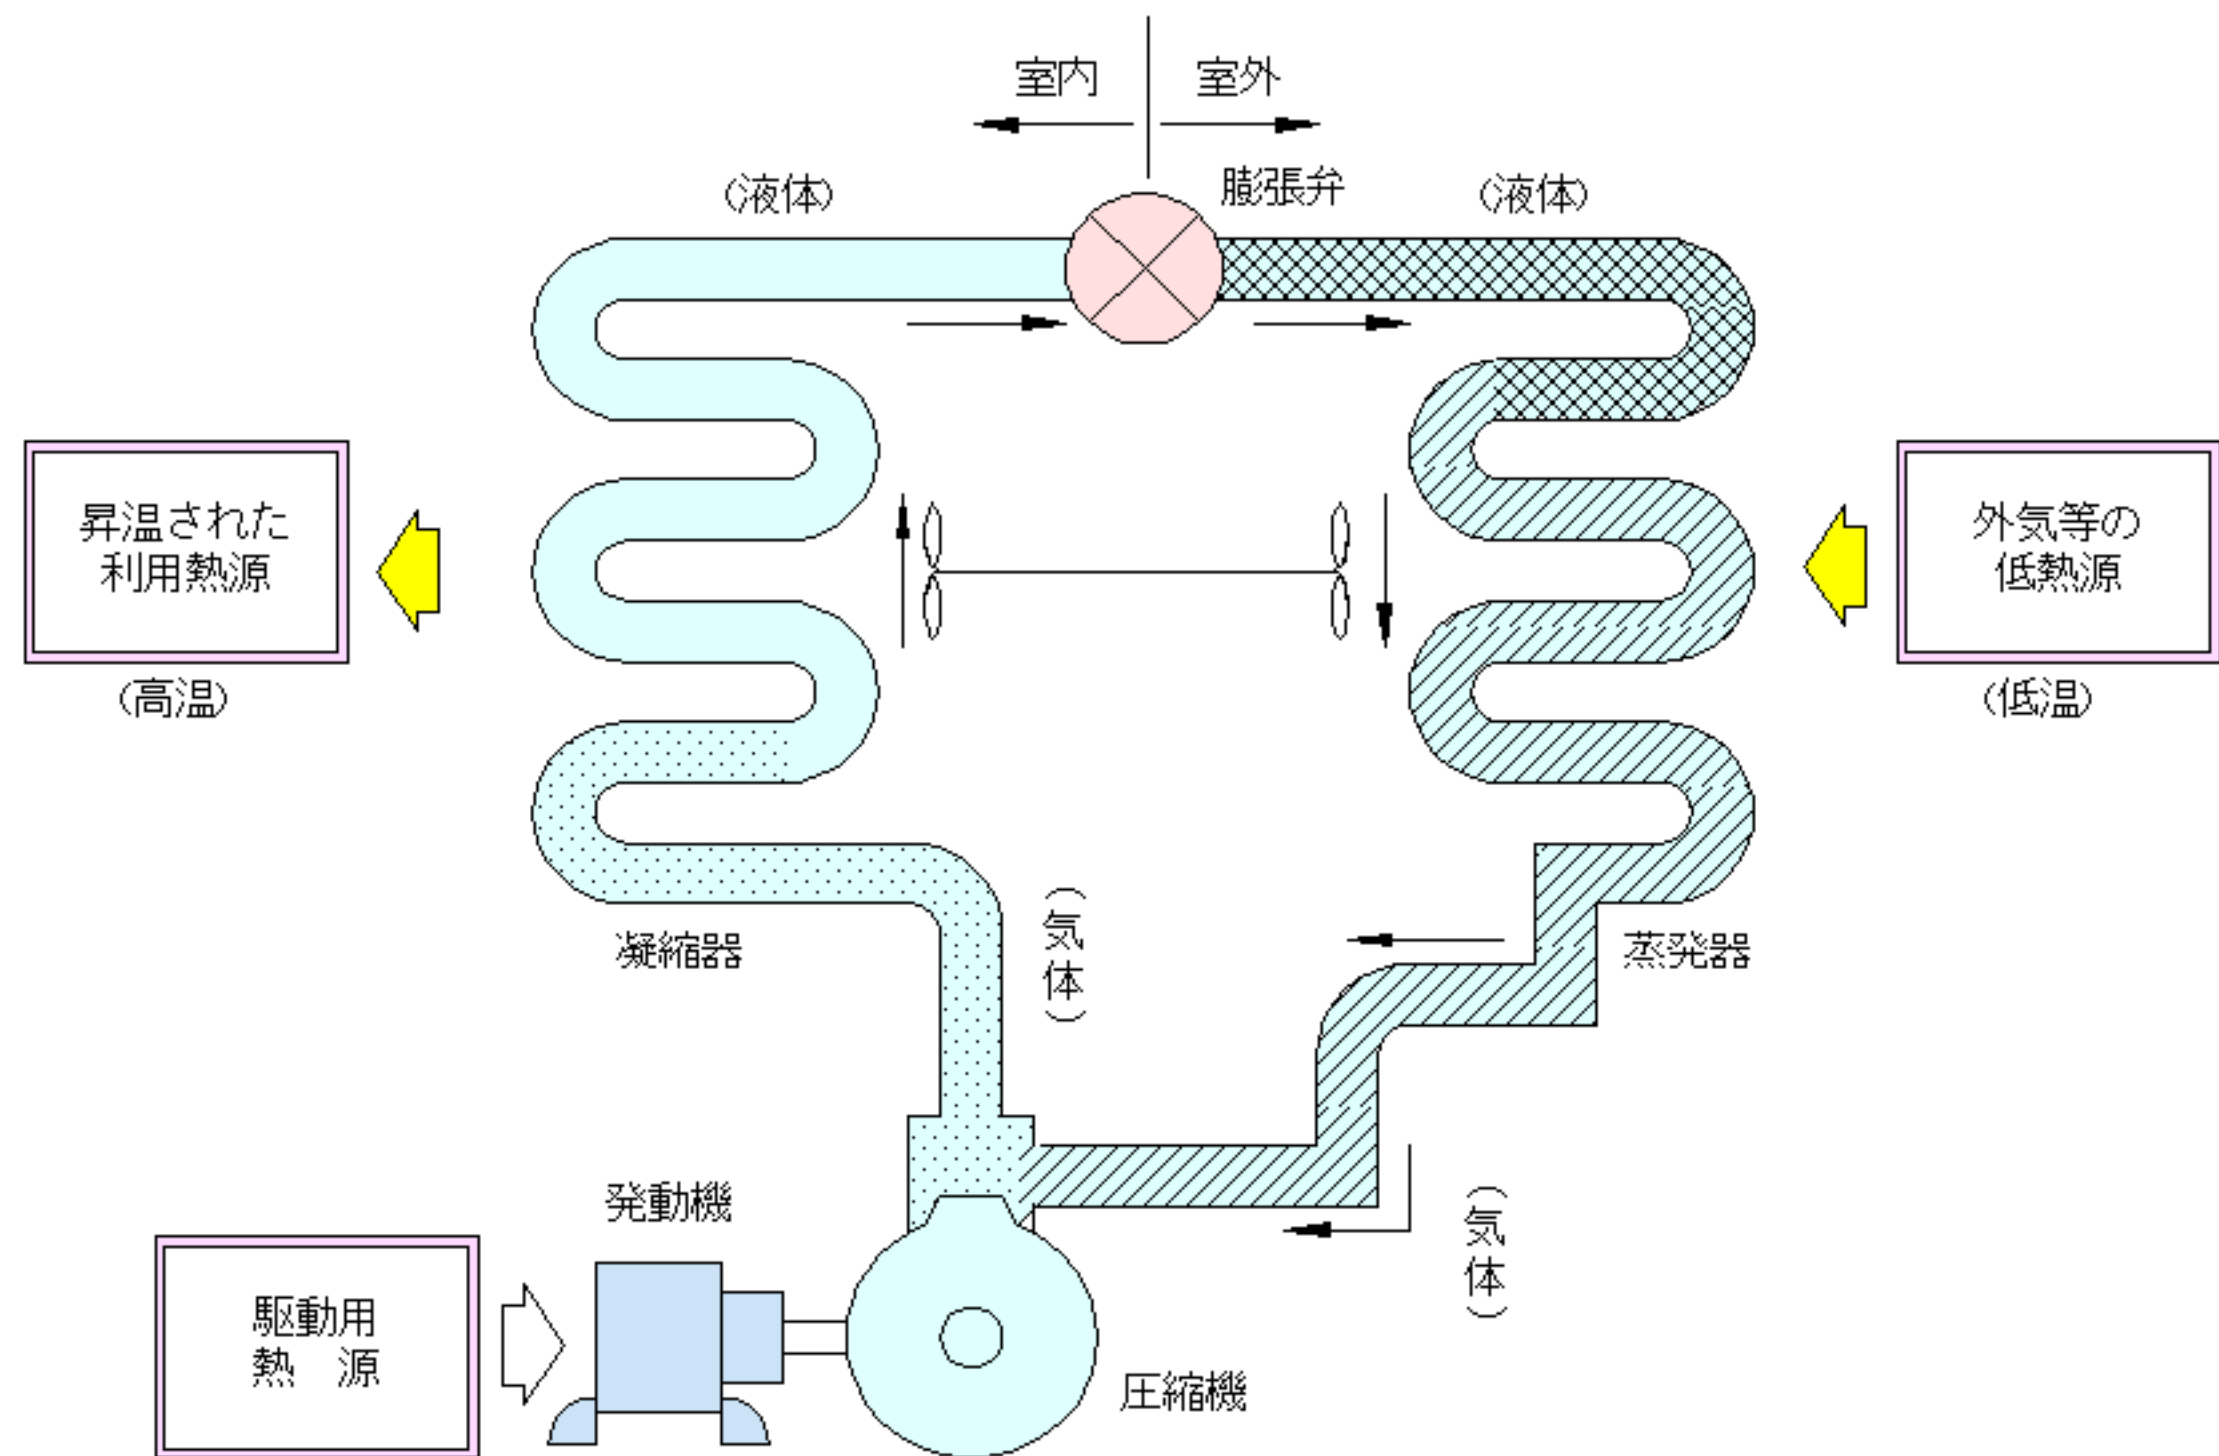 室内
室外
膨張弁
(液体)
(液体)
昇温された
利用熱源
(高温)
外気等の
低熱源
(低温)
凝縮器
(気体)
蒸発器
発動機
(気体)
駆動用
熱　源
圧縮機